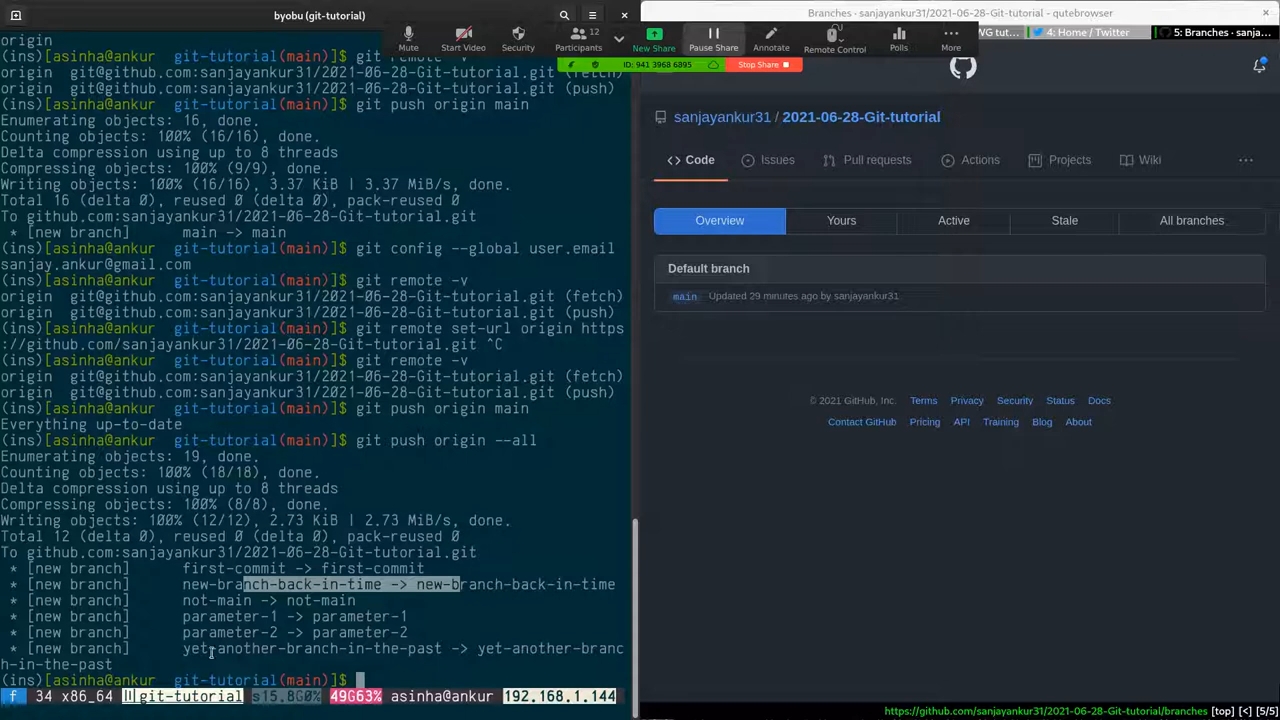 byobu (git-tutorial)
Branches - sanjayankur31/2021-06-28-Git-tutorial - qutebrowser
WG tut...
4: Home / Twitter
5: Branches - sanja...
Mute
Start Video
Security
12
Participants
New Share
Pause Share
Annotate
Remote Control
Polls
More
ID: 941 3968 6895
Stop Share
origin
(ins)[asinha@ankur git-tutorial(main)]$ git remote -v
origin git@github.com:sanjayankur31/2021-06-28-Git-tutorial.git (fetch)
origin git@github.com:sanjayankur31/2021-06-28-Git-tutorial.git (push)
(ins)[asinha@ankur git-tutorial(main)]$ git push origin main
Enumerating objects: 16, done.
Counting objects: 100% (16/16), done.
Delta compression using up to 8 threads
Compressing objects: 100% (9/9), done.
Writing objects: 100% (16/16), 3.37 KiB | 3.37 MiB/s, done.
Total 16 (delta 0), reused 0 (delta 0), pack-reused 0
To github.com:sanjayankur31/2021-06-28-Git-tutorial.git
* [new branch] main -> main
(ins)[asinha@ankur git-tutorial(main)]$ git config --global user.email
sanjay.ankur@gmail.com
(ins)[asinha@ankur git-tutorial(main)]$ git remote -v
origin git@github.com:sanjayankur31/2021-06-28-Git-tutorial.git (fetch)
origin git@github.com:sanjayankur31/2021-06-28-Git-tutorial.git (push)
(ins)[asinha@ankur git-tutorial(main)]$ git remote set-url origin https
://github.com/sanjayankur31/2021-06-28-Git-tutorial.git ^C
(ins)[asinha@ankur git-tutorial(main)]$ git remote -v
origin git@github.com:sanjayankur31/2021-06-28-Git-tutorial.git (fetch)
origin git@github.com:sanjayankur31/2021-06-28-Git-tutorial.git (push)
(ins)[asinha@ankur git-tutorial(main)]$ git push origin main
Everything up-to-date
(ins)[asinha@ankur git-tutorial(main)]$ git push origin --all
Enumerating objects: 19, done.
Counting objects: 100% (18/18), done.
Delta compression using up to 8 threads
Compressing objects: 100% (8/8), done.
Writing objects: 100% (12/12), 2.73 KiB | 2.73 MiB/s, done.
Total 12 (delta 0), reused 0 (delta 0), pack-reused 0
To github.com:sanjayankur31/2021-06-28-Git-tutorial.git
* [new branch] first-commit -> first-commit
* [new branch] new-branch-back-in-time -> new-branch-back-in-time
* [new branch] not-main -> not-main
* [new branch] parameter-1 -> parameter-1
* [new branch] parameter-2 -> parameter-2
* [new branch] yet-another-branch-in-the-past -> yet-another-branc
h-in-the-past
(ins)[asinha@ankur git-tutorial(main)]$
f 34 x86_64 git-tutorial 49G63% asinha@ankur 192.168.1.144
sanjayankur31 / 2021-06-28-Git-tutorial
<> Code
Issues
Pull requests
Actions
Projects
Wiki
...
Overview
Yours
Active
Stale
All branches
Default branch
main Updated 29 minutes ago by sanjayankur31
© 2021 GitHub, Inc. Terms Privacy Security Status Docs
Contact GitHub Pricing API Training Blog About
https://github.com/sanjayankur31/2021-06-28-Git-tutorial/branches [top] [<] [5/5]